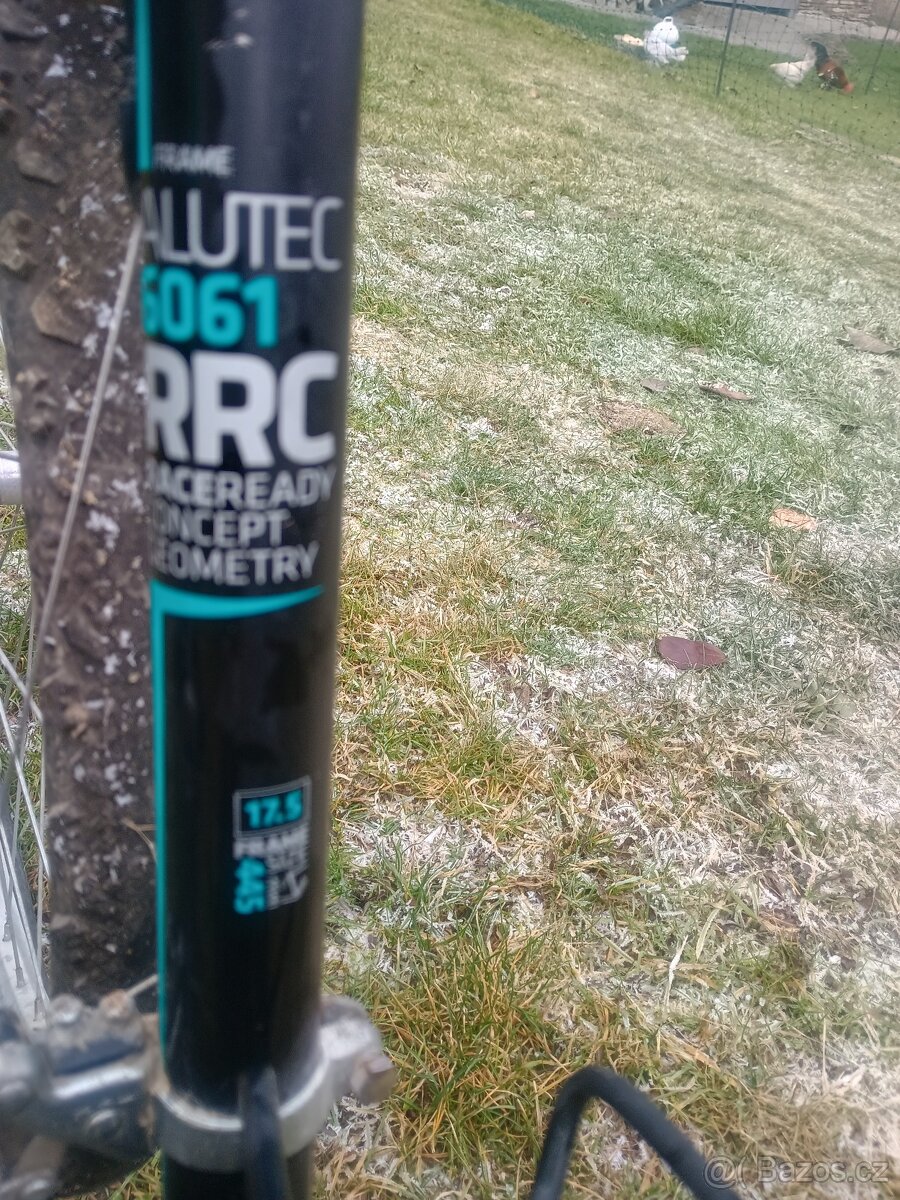 FRAME
ALUTEC
6061
RRC
RACEREADY
CONCEPT
GEOMETRY
17.5
FRAME
SIZE
445
Bazos.cz